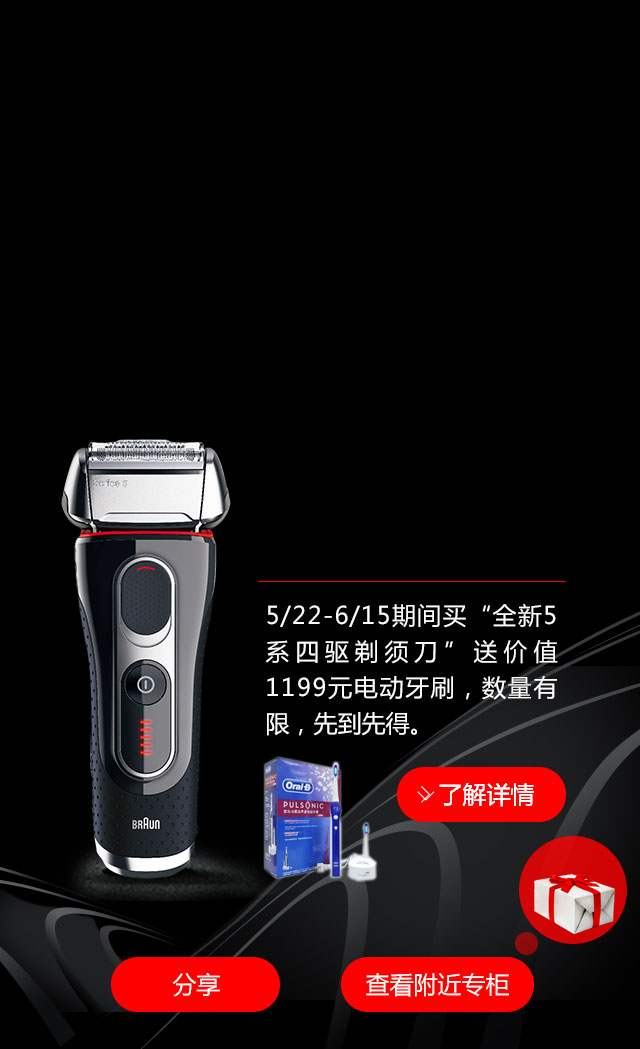 Series 5
5/22-6/15期间买“全新5
系四驱剃须刀”送价值
1199元电动牙刷，数量有
限，先到先得。
Oral-B
PULSONIC
了解详情
BRAUN
分享
查看附近专柜